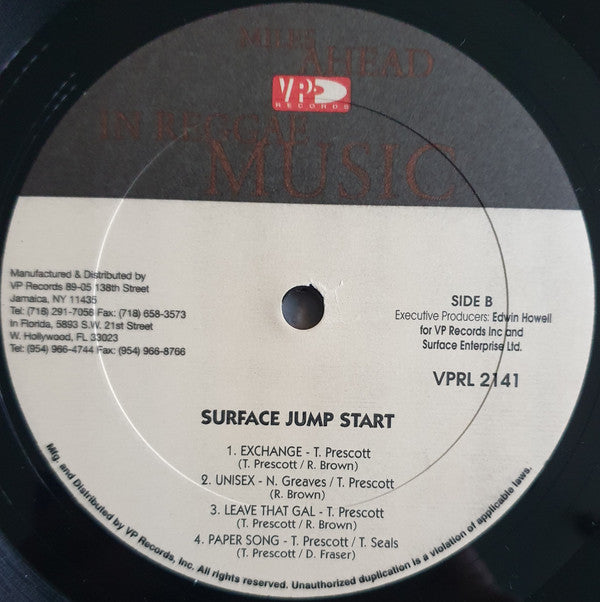 MILES
AHEAD
VP
RECORDS
IN REGGAE
MUSIC
Manufactured & Distributed by
VP Records 89-05 138th Street
Jamaica, NY 11435
Tel: (718) 291-7058 Fax: (718) 658-3573
In Florida, 5893 S.W. 21st Street
W. Hollywood, FL 33023
Tel: (954) 966-4744 Fax: (954) 966-8766
SIDE B
Executive Producers: Edwin Howell
for VP Records Inc and
Surface Enterprise Ltd.
VPRL 2141
SURFACE JUMP START
1. EXCHANGE - T. Prescott
(T. Prescott / R. Brown)
2. UNISEX - N. Greaves / T. Prescott
(R. Brown)
3. LEAVE THAT GAL - T. Prescott
(T. Prescott / R. Brown)
4. PAPER SONG - T. Prescott / T. Seals
(T. Prescott / D. Fraser)
Mfg. and Distributed by VP Records, Inc. All rights reserved. Unauthorized duplication is a violation of applicable laws.